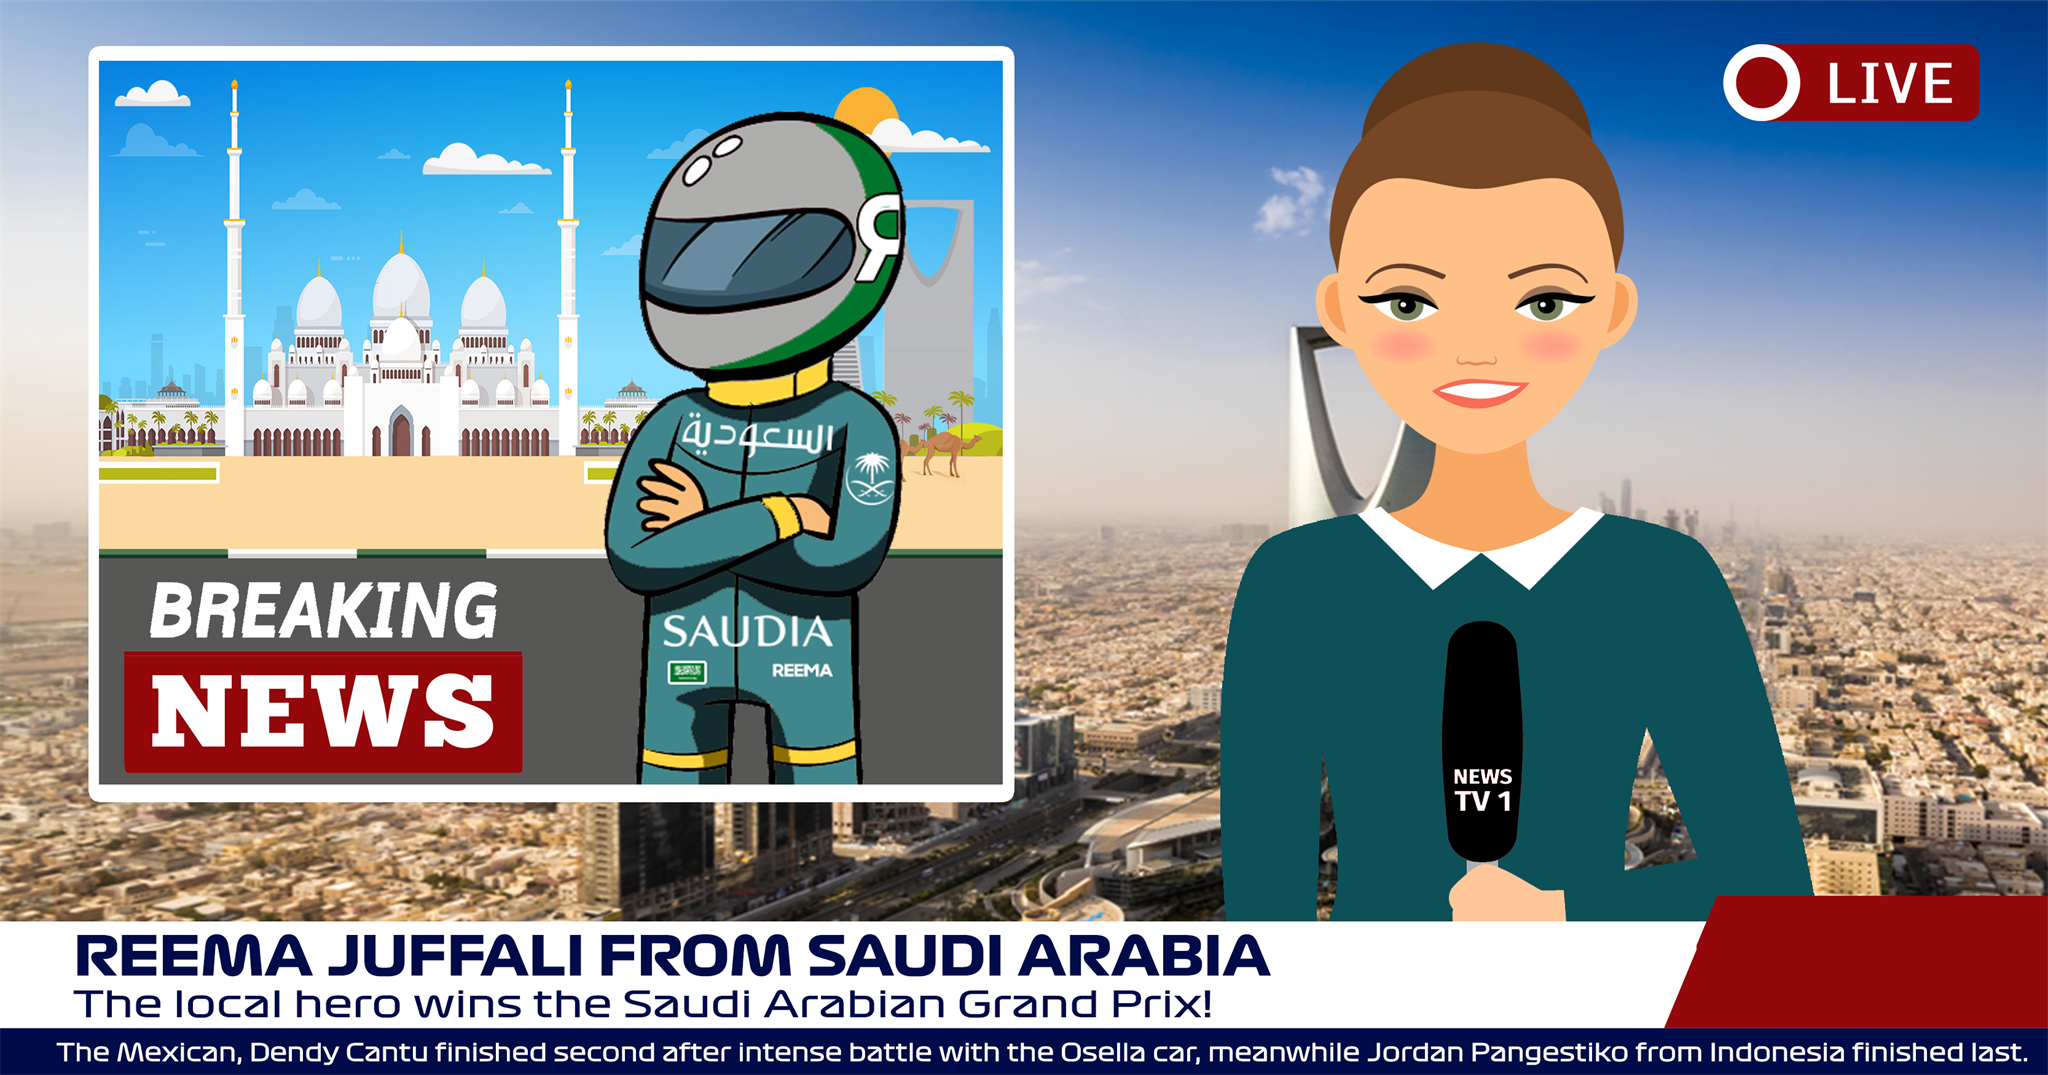 LIVE
Я
السعودية
BREAKING
NEWS
SAUDIA
REEMA
NEWS
TV 1
REEMA JUFFALI FROM SAUDI ARABIA
The local hero wins the Saudi Arabian Grand Prix!
The Mexican, Dendy Cantu finished second after intense battle with the Osella car, meanwhile Jordan Pangestiko from Indonesia finished last.